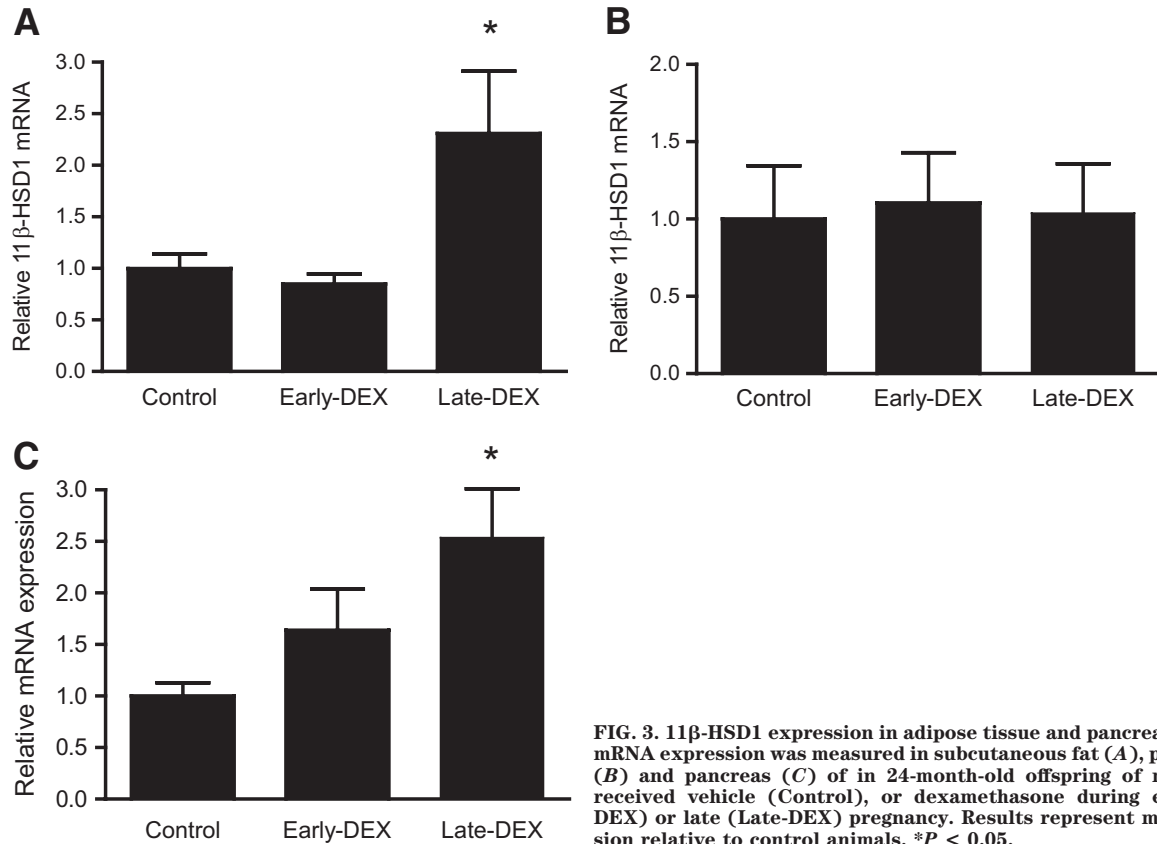 A
*
Relative 11β-HSD1 mRNA
3.0
2.5
2.0
1.5
1.0
0.5
0.0
Control Early-DEX Late-DEX
B
Relative 11β-HSD1 mRNA
2.0
1.5
1.0
0.5
0.0
Control Early-DEX Late-DEX
C
*
Relative mRNA expression
3.0
2.5
2.0
1.5
1.0
0.5
0.0
Control Early-DEX Late-DEX
FIG. 3. 11β-HSD1 expression in adipose tissue and
mRNA expression was measured in subcutaneous fat (A),
(B) and pancreas (C) of in 24-month-old offspring of
received vehicle (Control), or dexamethasone during
DEX) or late (Late-DEX) pregnancy. Results represent
sion relative to control animals. *P < 0.05.